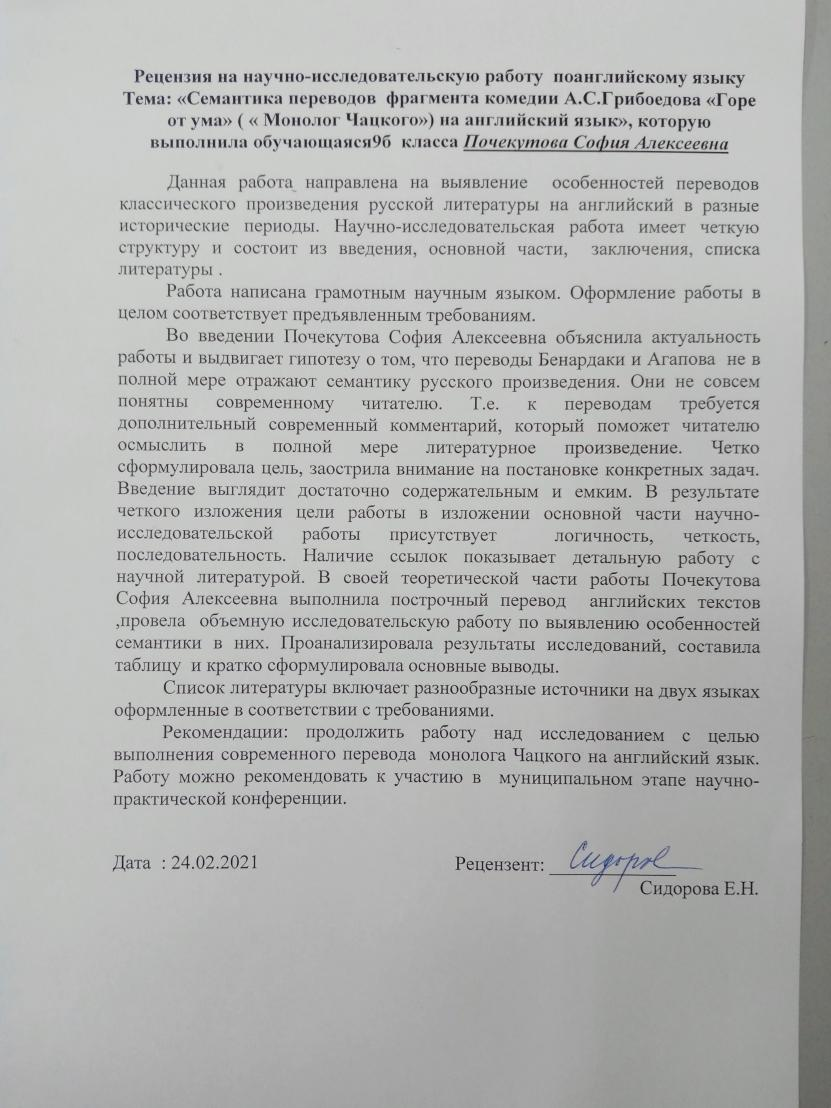 Рецензия на научно-исследовательскую работу поанглийскому языку
Тема: «Семантика переводов фрагмента комедии А.С.Грибоедова «Горе
от ума» ( « Монолог Чацкого») на английский язык», которую
выполнила обучающаяся9б класса Почекутова София Алексеевна
Данная работа направлена на выявление особенностей переводов
классического произведения русской литературы на английский в разные
исторические периоды. Научно-исследовательская работа имеет четкую
структуру и состоит из введения, основной части, заключения, списка
литературы .
Работа написана грамотным научным языком. Оформление работы в
целом соответствует предъявленным требованиям.
Во введении Почекутова София Алексеевна объяснила актуальность
работы и выдвигает гипотезу о том, что переводы Бенардаки и Агапова не в
полной мере отражают семантику русского произведения. Они не совсем
понятны современному читателю. Т.е. к переводам требуется
дополнительный современный комментарий, который поможет читателю
осмыслить в полной мере литературное произведение. Четко
сформулировала цель, заострила внимание на постановке конкретных задач.
Введение выглядит достаточно содержательным и емким. В результате
четкого изложения цели работы в изложении основной части научно-
исследовательской работы присутствует логичность, четкость,
последовательность. Наличие ссылок показывает детальную работу с
научной литературой. В своей теоретической части работы Почекутова
София Алексеевна выполнила построчный перевод английских текстов
,провела объемную исследовательскую работу по выявлению особенностей
семантики в них. Проанализировала результаты исследований, составила
таблицу и кратко сформулировала основные выводы.
Список литературы включает разнообразные источники на двух языках
оформленные в соответствии с требованиями.
Рекомендации: продолжить работу над исследованием с целью
выполнения современного перевода монолога Чацкого на английский язык.
Работу можно рекомендовать к участию в муниципальном этапе научно-
практической конференции.
Дата : 24.02.2021 Рецензент: Сидоров
Сидорова Е.Н.